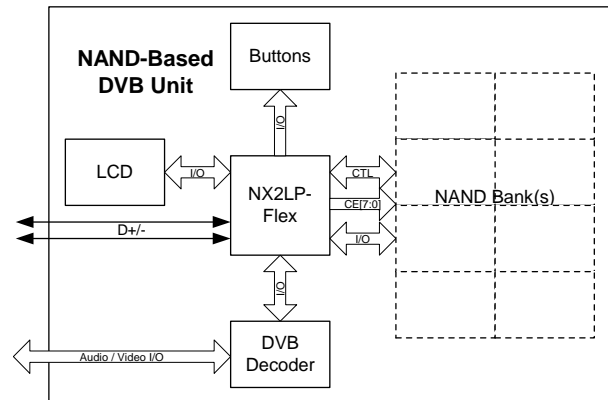 NAND-Based
DVB Unit
Buttons
I/O
LCD
I/O
NX2LP-
Flex
CTL
CE[7:0]
I/O
NAND Bank(s)
D+/-
I/O
DVB
Decoder
Audio / Video I/O